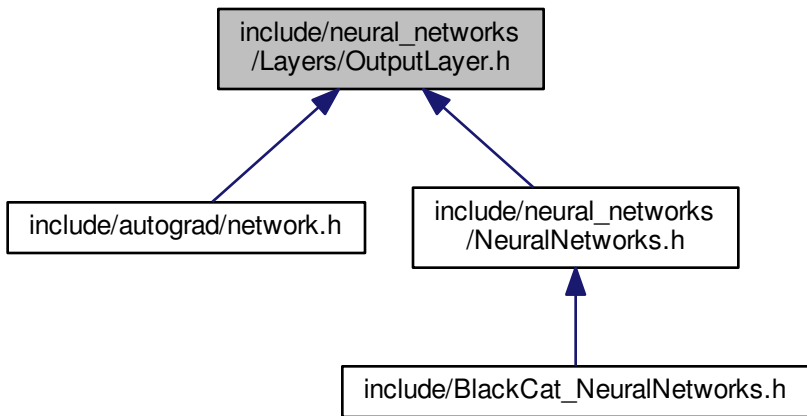 include/neural_networks
/Layers/OutputLayer.h
include/autograd/network.h
include/neural_networks
/NeuralNetworks.h
include/BlackCat_NeuralNetworks.h